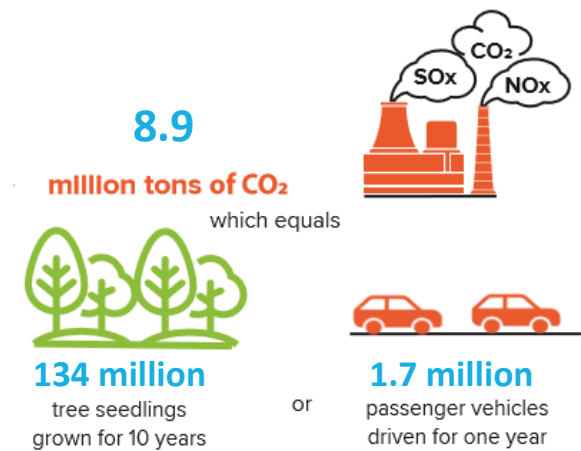 CO₂
SOx
NOx
8.9
million tons of CO₂
which equals
134 million
tree seedlings
grown for 10 years
or
1.7 million
passenger vehicles
driven for one year